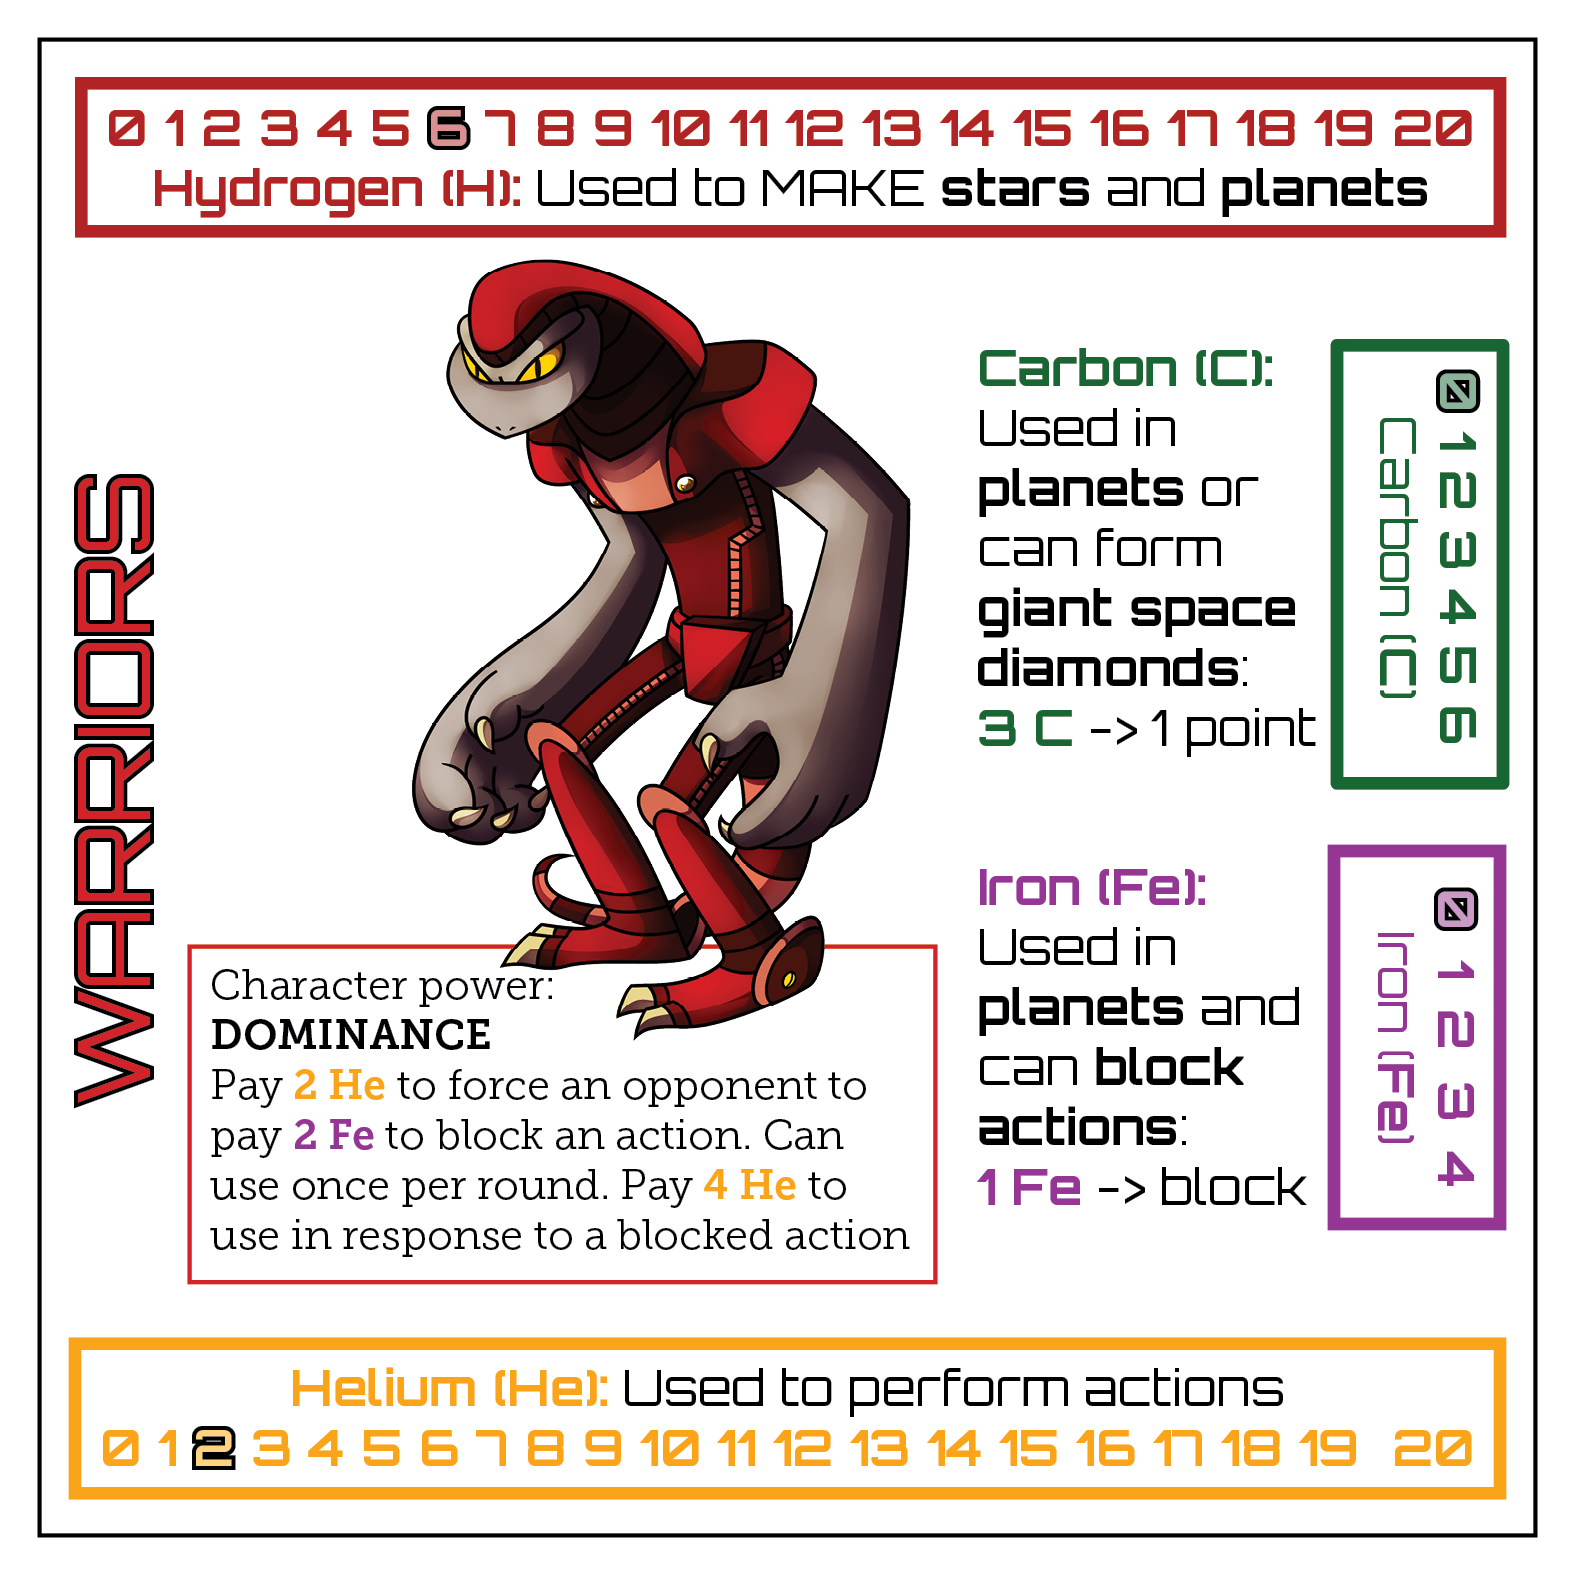 0 1 2 3 4 5 6 7 8 9 10 11 12 13 14 15 16 17 18 19 20
Hydrogen (H): Used to MAKE stars and planets
WARRIORS
Carbon (C):
Used in
planets or
can form
giant space
diamonds:
3 C -> 1 point
0 1 2 3 4 5 6
Carbon (C)
Iron (Fe):
Used in
planets and
can block
actions:
1 Fe -> block
0 1 2 3 4
Iron (Fe)
Character power:
DOMINANCE
Pay 2 He to force an opponent to
pay 2 Fe to block an action. Can
use once per round. Pay 4 He to
use in response to a blocked action
Helium (He): Used to perform actions
0 1 2 3 4 5 6 7 8 9 10 11 12 13 14 15 16 17 18 19 20